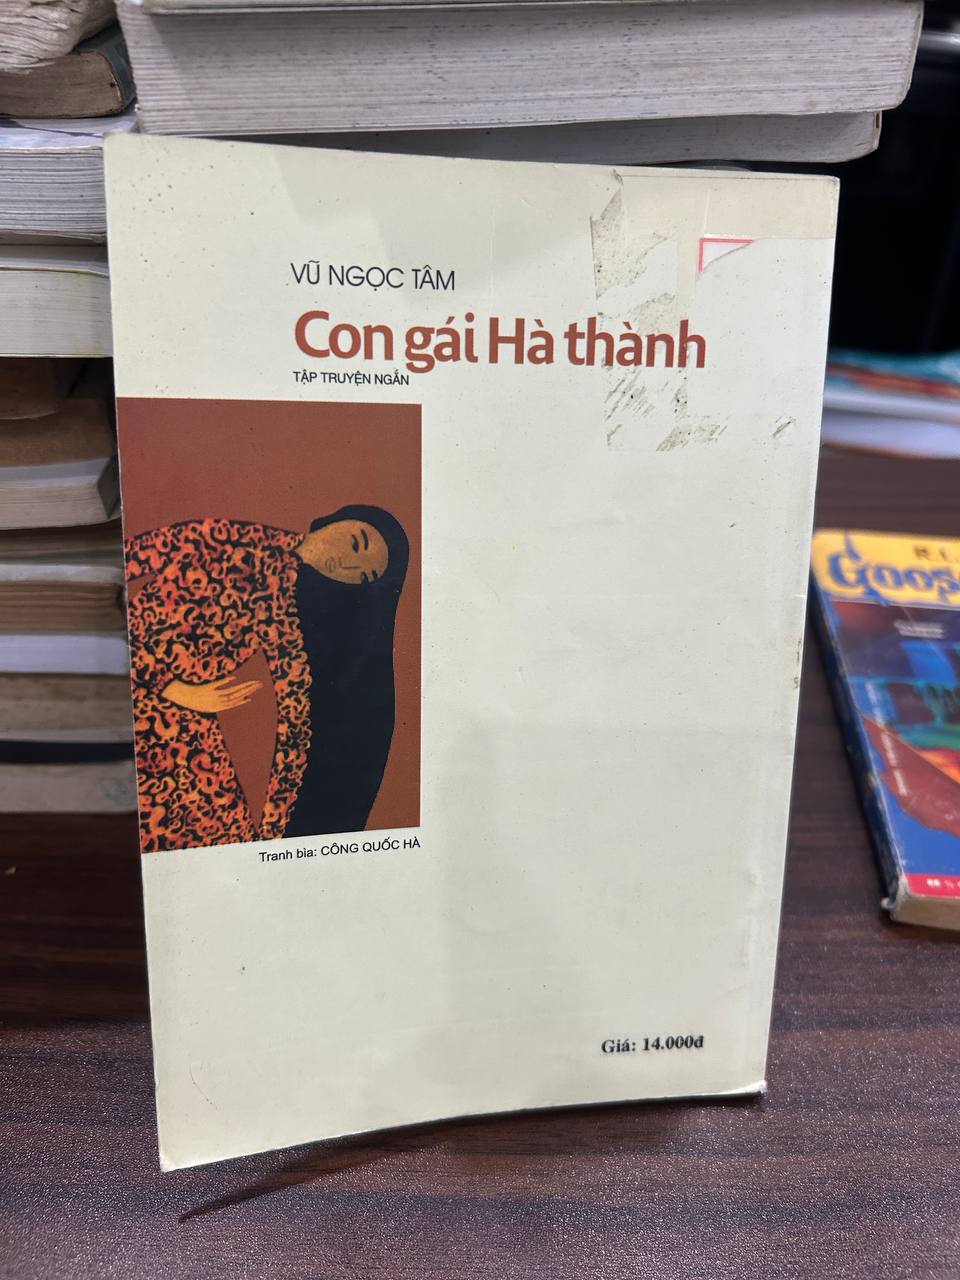 VŨ NGỌC TÂM
Con gái Hà thành
TẬP TRUYỆN NGẮN
Tranh bìa: CÔNG QUỐC HÀ
Giá: 14.000đ
R.L.